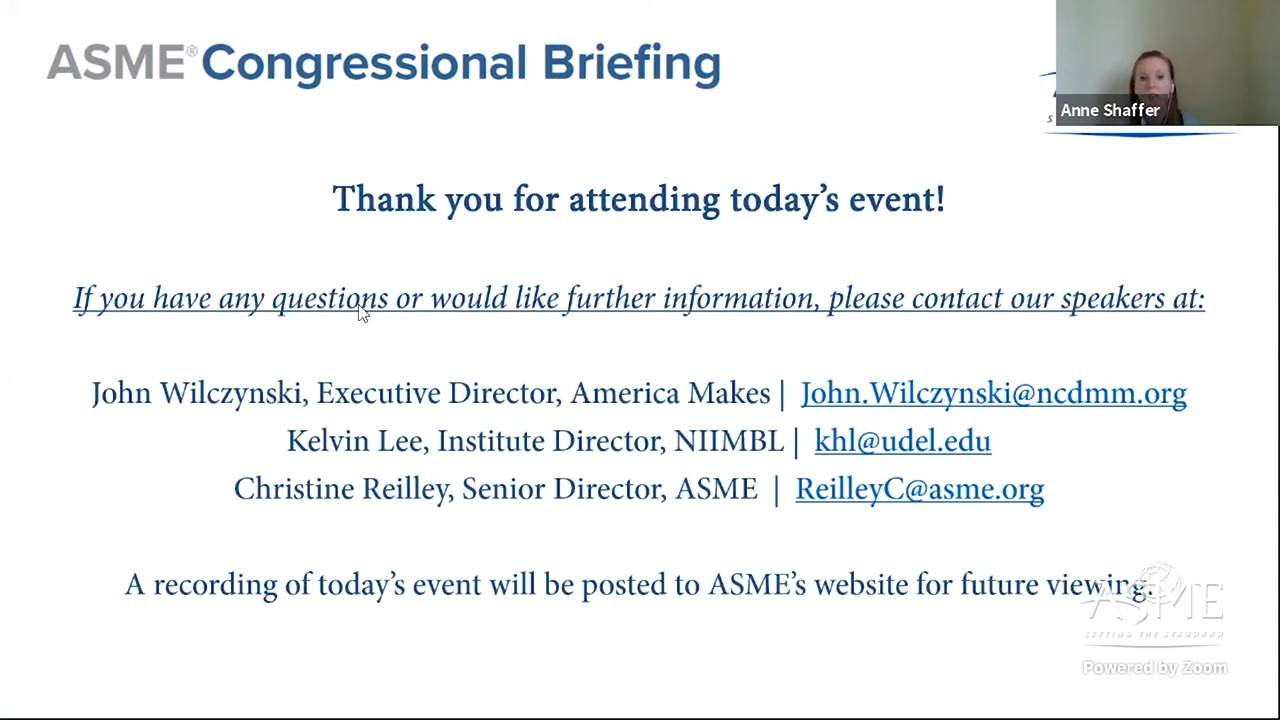 ASME® Congressional Briefing
Anne Shaffer
Thank you for attending today’s event!
If you have any questions or would like further information, please contact our speakers at:
John Wilczynski, Executive Director, America Makes | John.Wilczynski@ncdmm.org
Kelvin Lee, Institute Director, NIIMBL | khl@udel.edu
Christine Reilley, Senior Director, ASME | ReilleyC@asme.org
A recording of today’s event will be posted to ASME’s website for future viewing.
ASME
SETTING THE STANDARD
Powered by Zoom